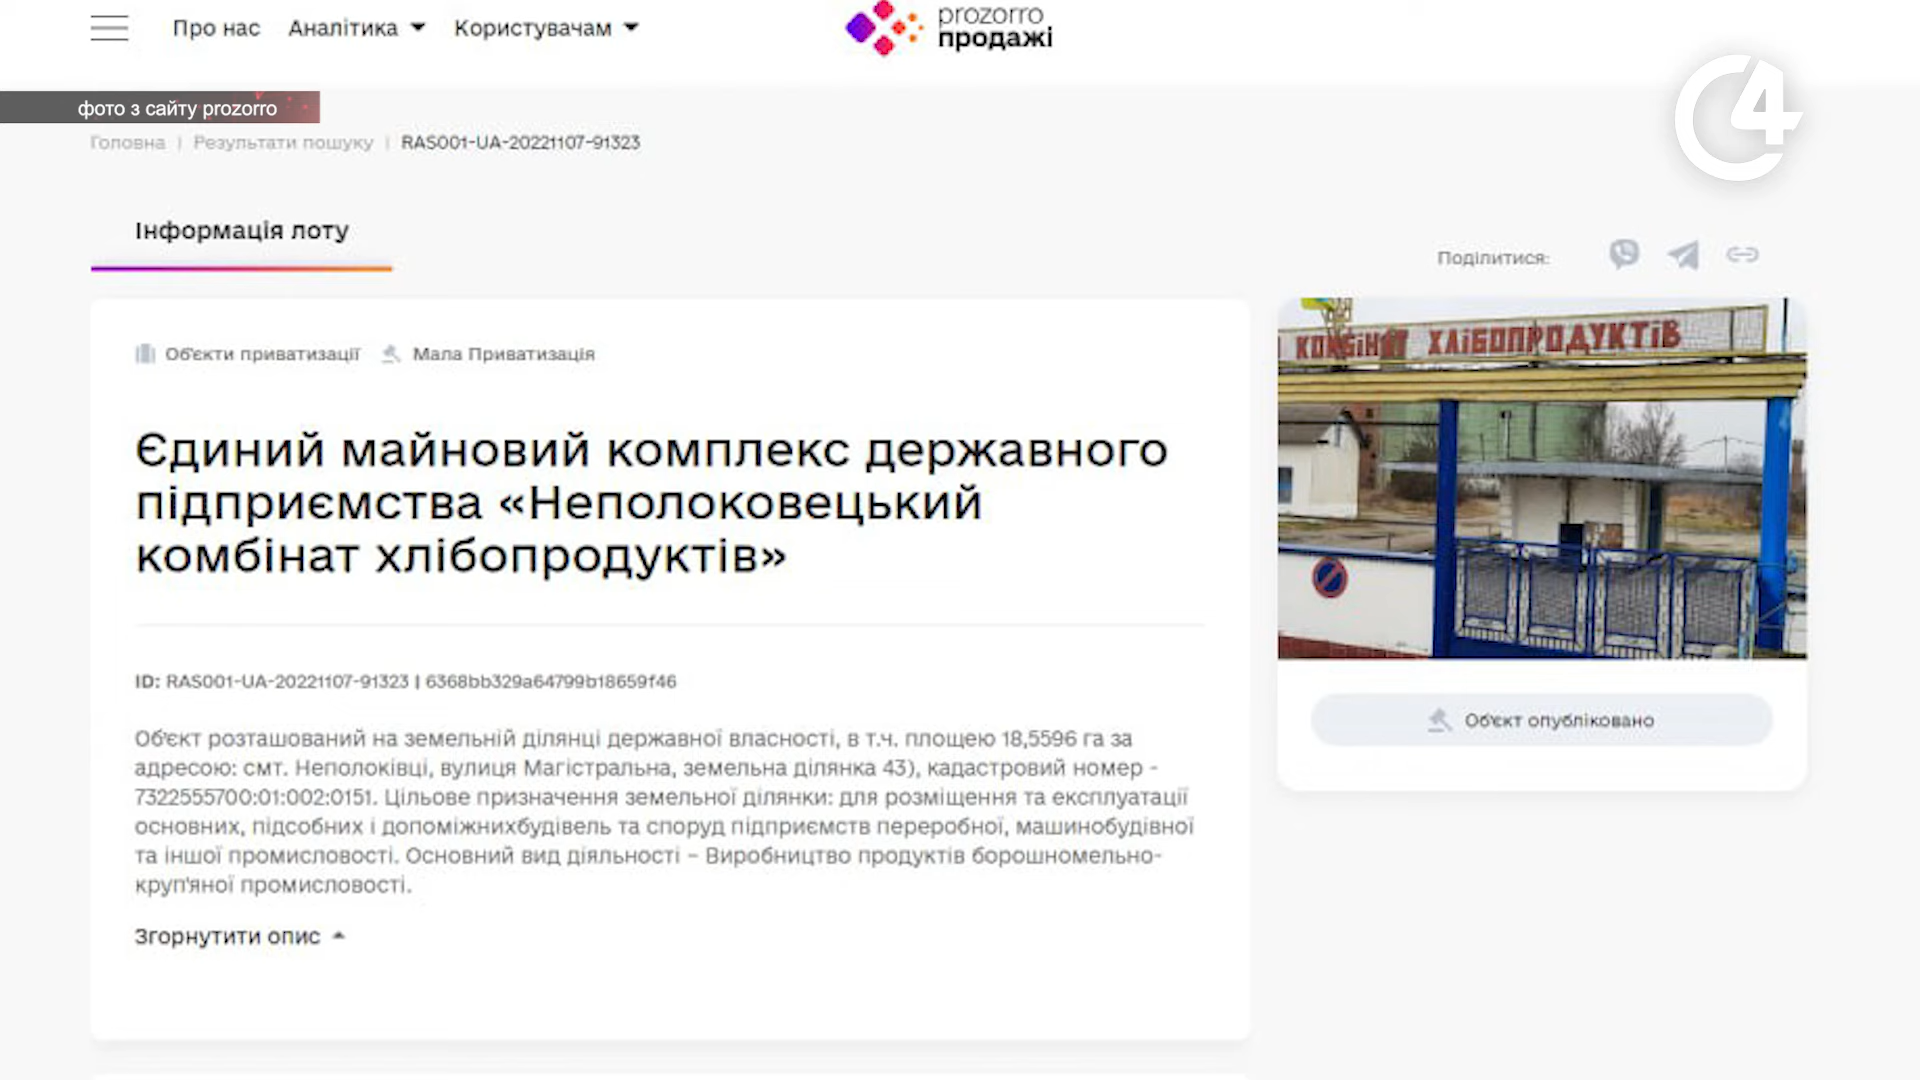 Про нас Аналітика Користувачам
prozorro
продажі
4
фото з сайту prozorro
Головна | Результати пошуку | RAS001-UA-20221107-91323
Інформація лоту
Поділитися:
КОМБІНАТ ХЛІБОПРОДУКТІВ
Об'єкти приватизації Мала Приватизація
Єдиний майновий комплекс державного
підприємства «Неполоковецький
комбінат хлібопродуктів»
ID: RAS001-UA-20221107-91323 | 6368bb329a64799b18659f46
Об'єкт опубліковано
Об'єкт розташований на земельній ділянці державної власності, в т.ч. площею 18,5596 га за
адресою: смт. Неполоківці, вулиця Магістральна, земельна ділянка 43), кадастровий номер -
7322555700:01:002:0151. Цільове призначення земельної ділянки: для розміщення та експлуатації
основних, підсобних і допоміжнихбудівель та споруд підприємств переробної, машинобудівної
та іншої промисловості. Основний вид діяльності – Виробництво продуктів борошномельно-
круп'яної промисловості.
Згорнутити опис